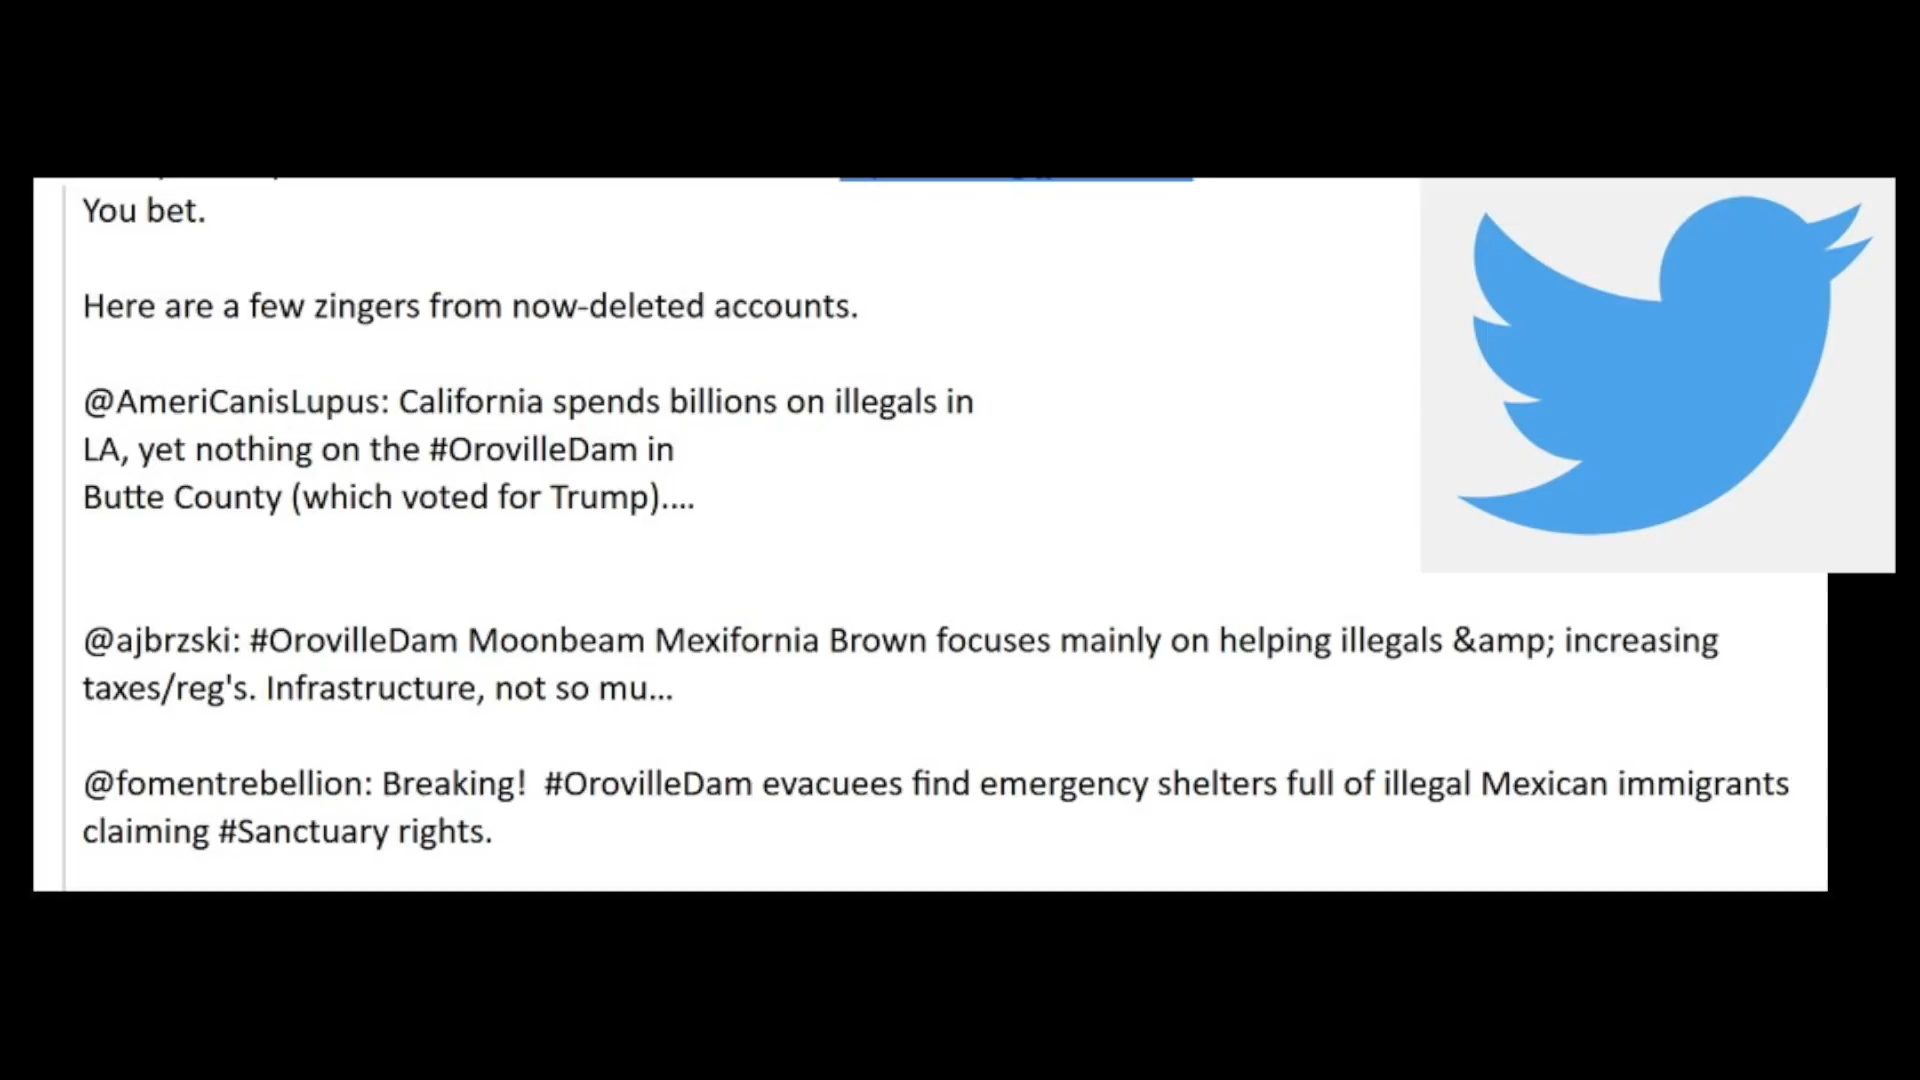 You bet.
Here are a few zingers from now-deleted accounts.
@AmeriCanisLupus: California spends billions on illegals in
LA, yet nothing on the #OrovilleDam in
Butte County (which voted for Trump)....
@ajbrzski: #OrovilleDam Moonbeam Mexifornia Brown focuses mainly on helping illegals &amp; increasing
taxes/reg's. Infrastructure, not so mu...
@fomentrebellion: Breaking!  #OrovilleDam evacuees find emergency shelters full of illegal Mexican immigrants
claiming #Sanctuary rights.